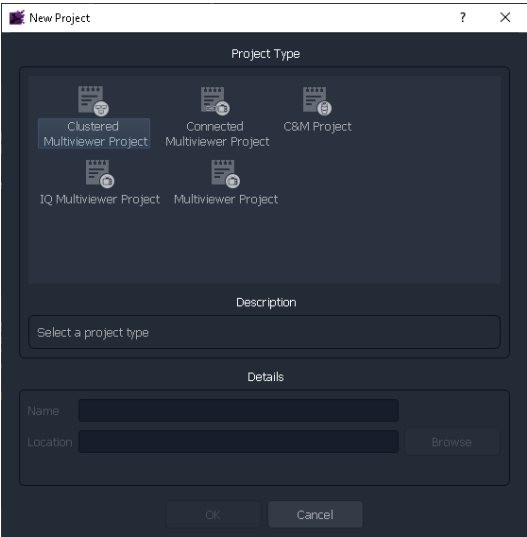 New Project
?
Project Type
Clustered
Multiviewer Project
Connected
Multiviewer Project
C&M Project
IQ Multiviewer Project
Multiviewer Project
Description
Select a project type
Details
Name
Location
Browse
OK
Cancel